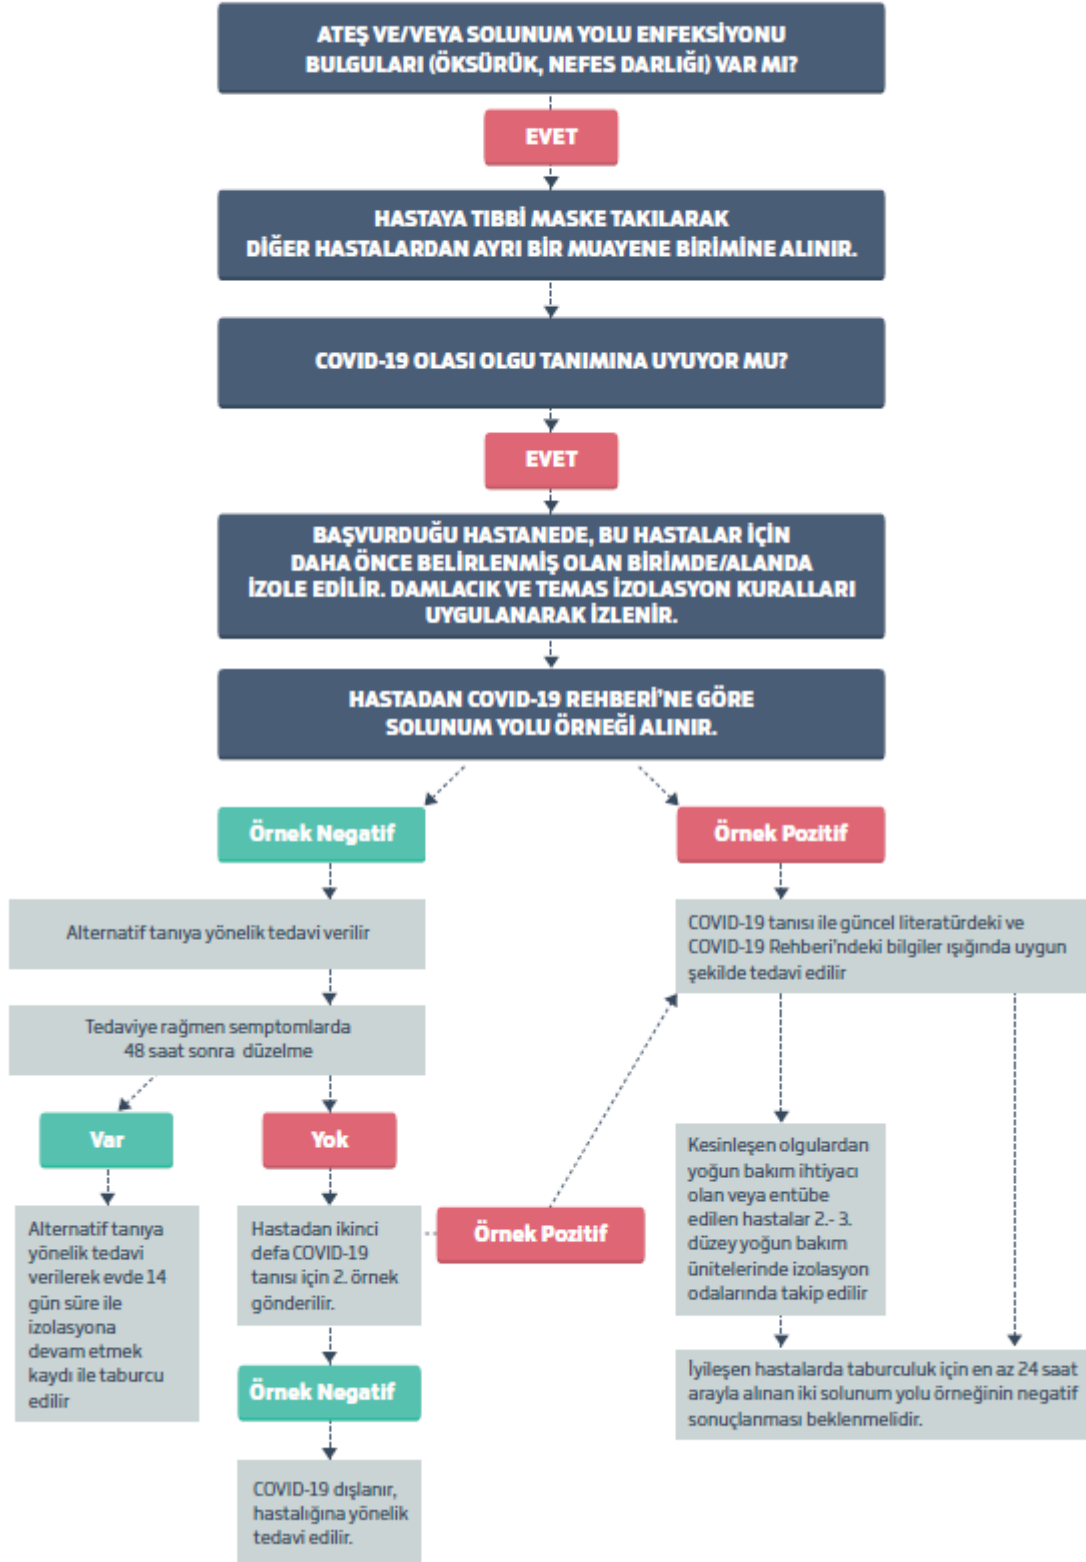 ATEŞ VE/VEYA SOLUNUM YOLU ENFEKSİYONU
BULGULARI (ÖKSÜRÜK, NEFES DARLIĞI) VAR MI?
EVET
HASTAYA TIBBİ MASKE TAKILARAK
DİĞER HASTALARDAN AYRI BİR MUAYENE BİRİMİNE ALINIR.
COVID-19 OLASI OLGU TANIMINA UYUYOR MU?
EVET
BAŞVURDUĞU HASTANEDE, BU HASTALAR İÇİN
DAHA ÖNCE BELİRLENMİŞ OLAN BİRİMDE/ALANDA
İZOLE EDİLİR. DAMLACIK VE TEMAS İZOLASYON KURALLARI
UYGULANARAK İZLENİR.
HASTADAN COVID-19 REHBERİ'NE GÖRE
SOLUNUM YOLU ÖRNEĞİ ALINIR.
Örnek Negatif
Alternatif tanıya yönelik tedavi verilir
Tedaviye rağmen semptomlarda
48 saat sonra düzelme
Var
Alternatif tanıya
yönelik tedavi
verilerek evde 14
gün süre ile
izolasyona
devam etmek
kaydı ile taburcu
edilir
Yok
Hastadan ikinci
defa COVID-19
tanısı için 2. örnek
gönderilir.
Örnek Negatif
COVID-19 dışlanır,
hastalığına yönelik
tedavi edilir.
Örnek Pozitif
Örnek Pozitif
COVID-19 tanısı ile güncel literatürdeki ve
COVID-19 Rehberi'ndeki bilgiler ışığında uygun
şekilde tedavi edilir
Kesinleşen olgulardan
yoğun bakım ihtiyacı
olan veya entübe
edilen hastalar 2.- 3.
düzey yoğun bakım
ünitelerinde izolasyon
odalarında takip edilir
İyileşen hastalarda taburculuk için en az 24 saat
arayla alınan iki solunum yolu örneğinin negatif
sonuçlanması beklenmelidir.